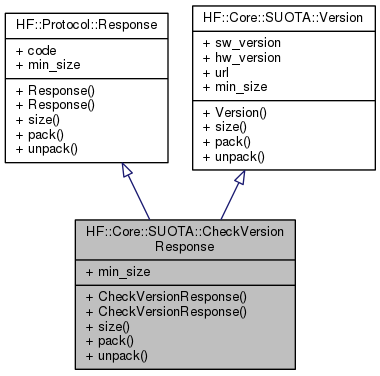 HF::Protocol::Response
+ code
+ min_size
+ Response()
+ Response()
+ size()
+ pack()
+ unpack()
HF::Core::SUOTA::Version
+ sw_version
+ hw_version
+ url
+ min_size
+ Version()
+ size()
+ pack()
+ unpack()
HF::Core::SUOTA::CheckVersion
Response
+ min_size
+ CheckVersionResponse()
+ CheckVersionResponse()
+ size()
+ pack()
+ unpack()